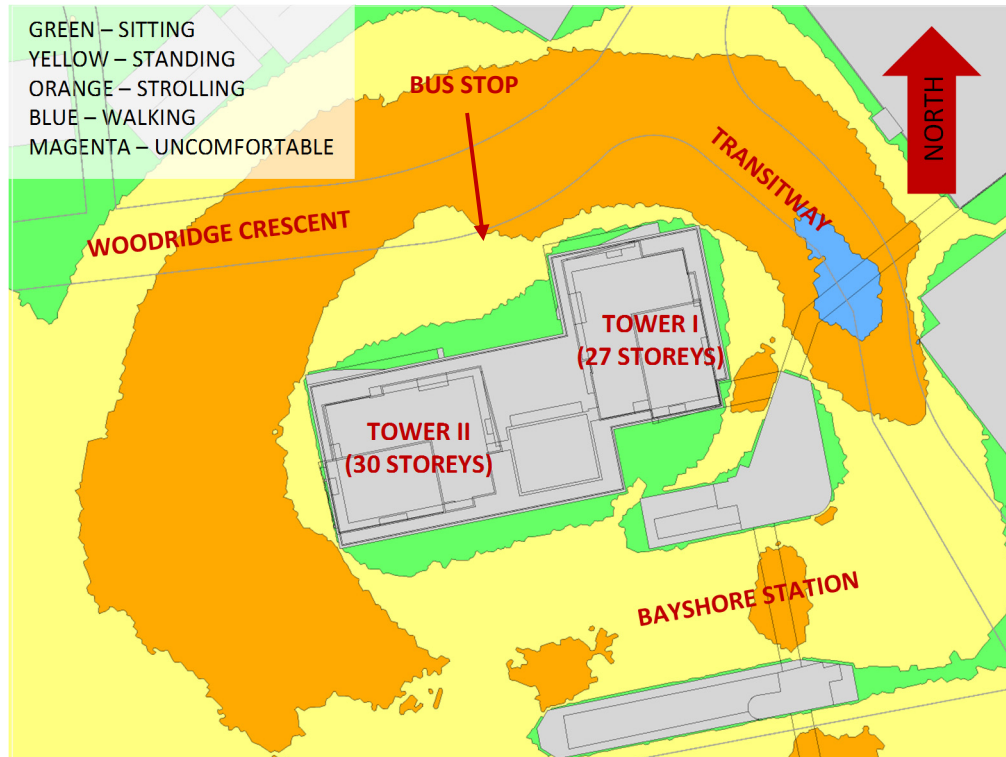 GREEN – SITTING
YELLOW – STANDING
ORANGE – STROLLING
BLUE – WALKING
MAGENTA – UNCOMFORTABLE
BUS STOP
NORTH
TRANSITWAY
WOODRIDGE CRESCENT
TOWER I
(27 STOREYS)
TOWER II
(30 STOREYS)
BAYSHORE STATION